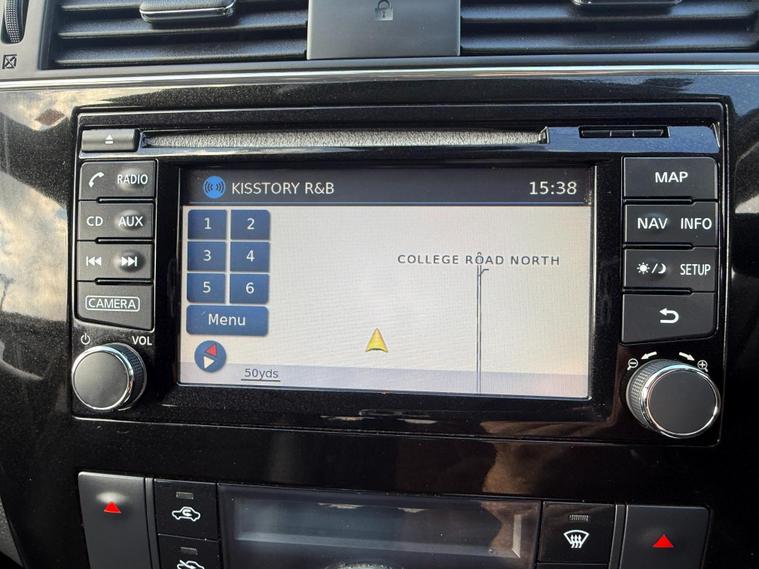 RADIO
CD AUX
CAMERA
VOL
KISSTORY R&B 15:38
1 2
3 4
5 6
Menu
COLLEGE ROAD NORTH
50yds
MAP
NAV INFO
SETUP